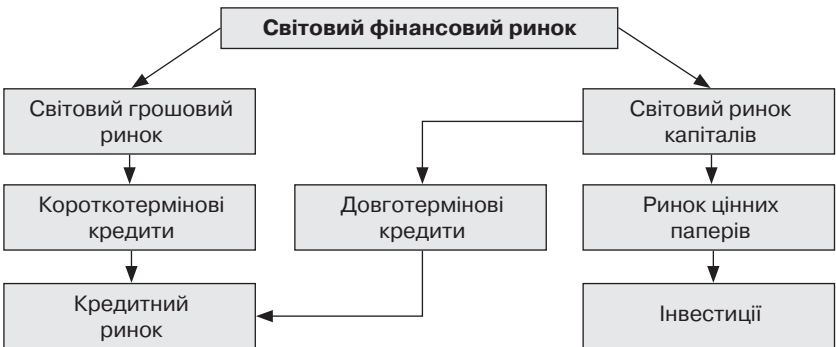 Світовий фінансовий ринок
Світовий грошовий
ринок
Світовий ринок
капіталів
Короткотермінові
кредити
Довготермінові
кредити
Ринок цінних
паперів
Кредитний
ринок
Інвестиції